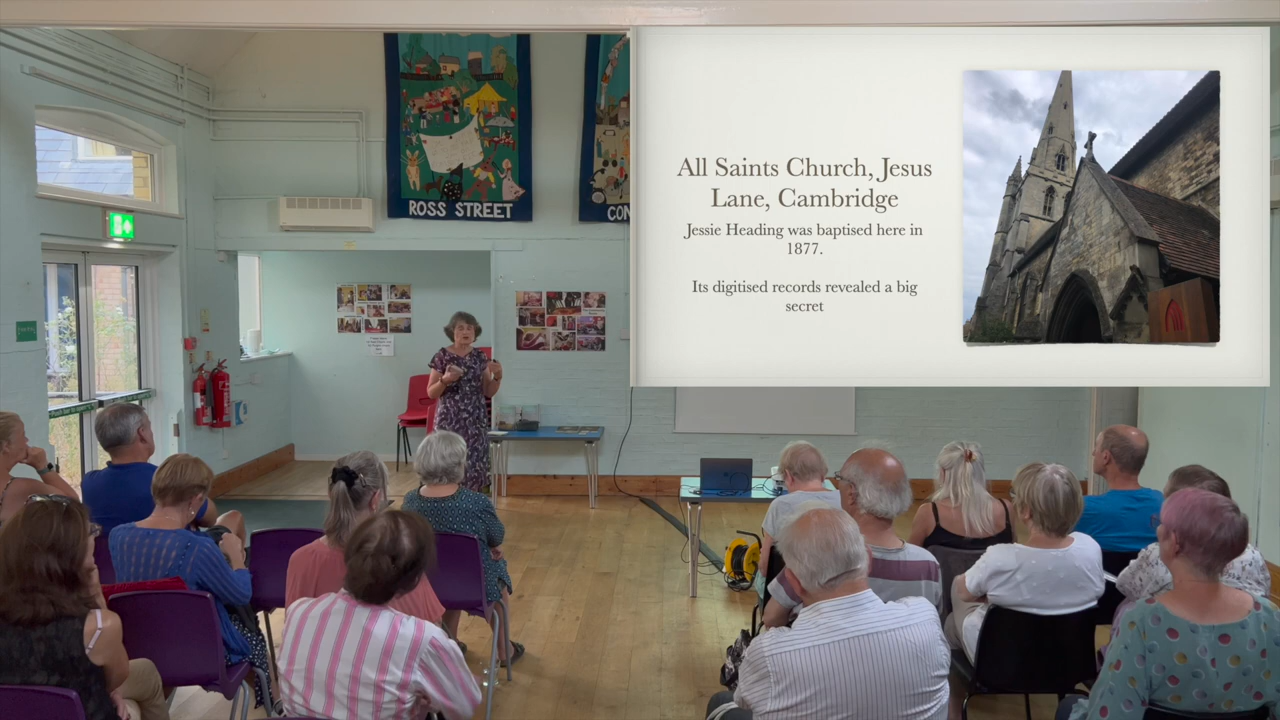 ROSS STREET
CON
All Saints Church, Jesus
Lane, Cambridge
Jessie Heading was baptised here in
1877.
Its digitised records revealed a big
secret